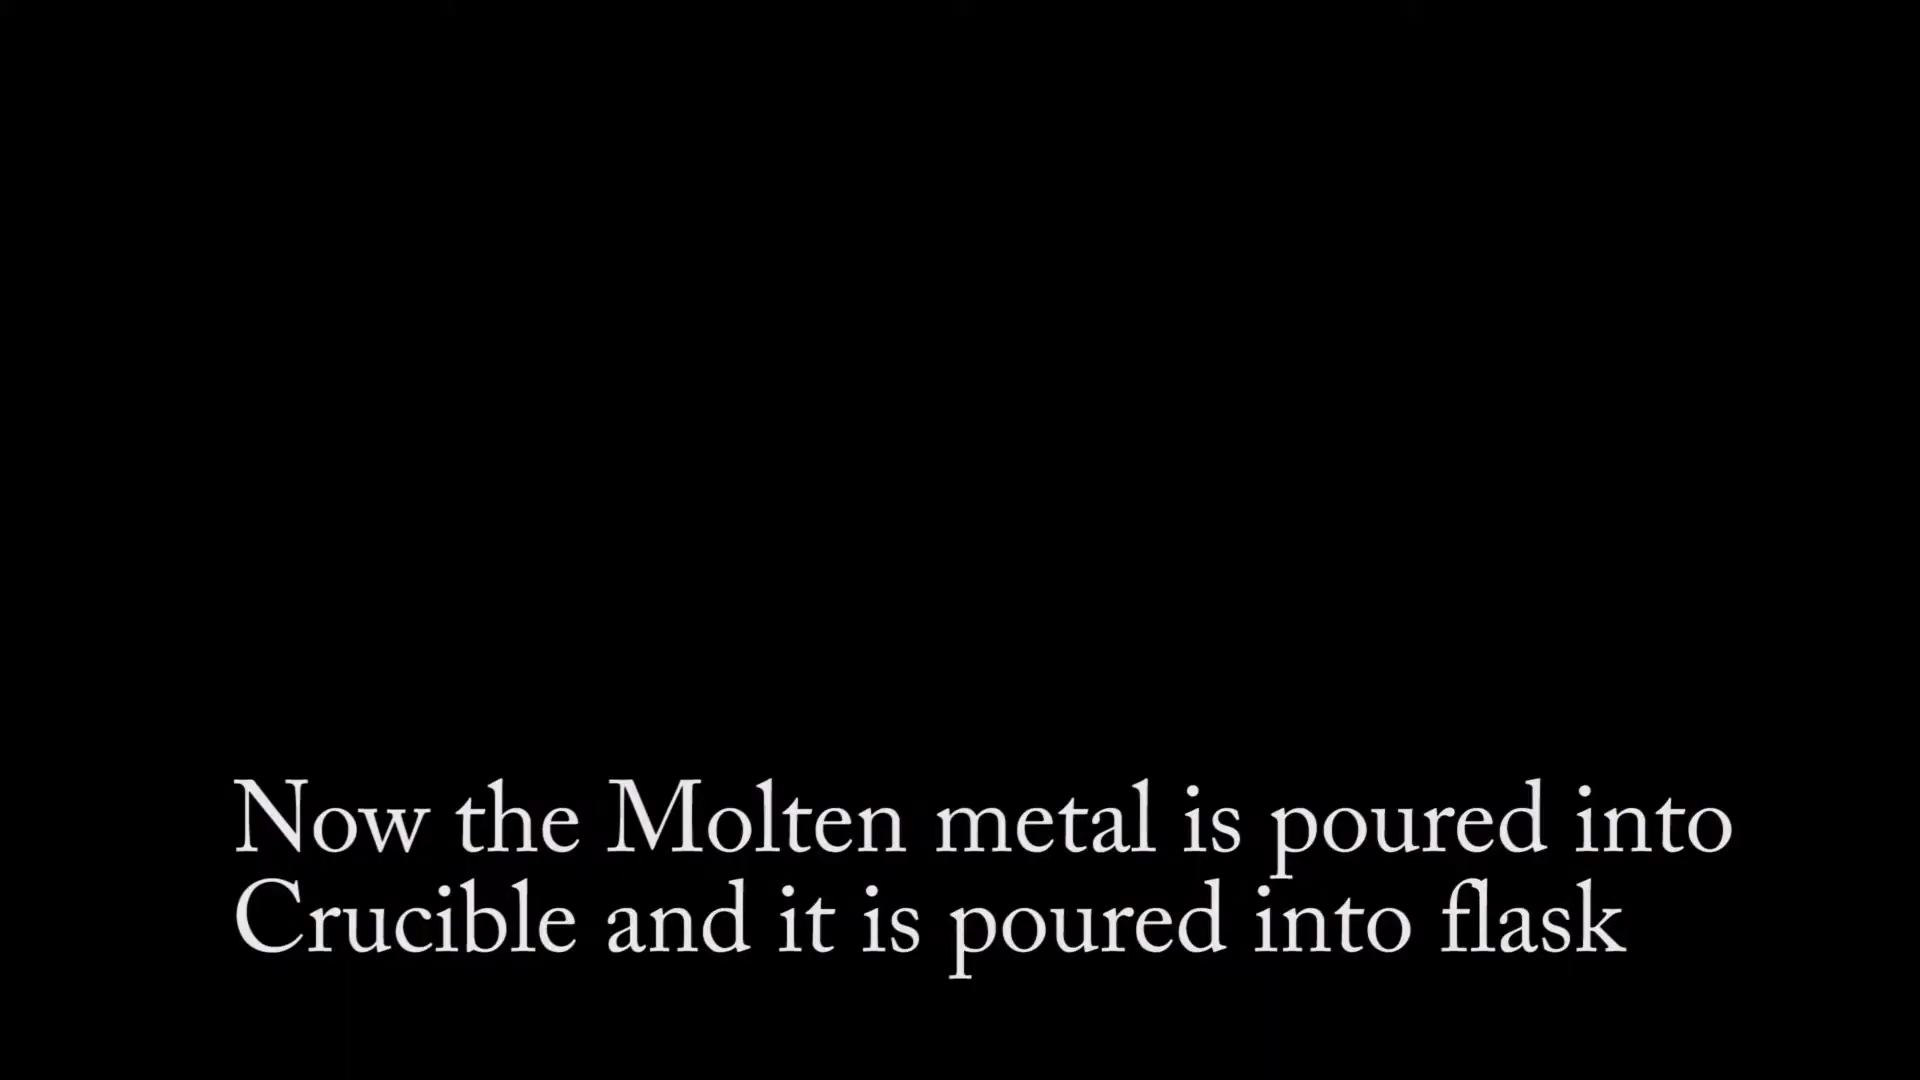 Now the Molten metal is poured into
Crucible and it is poured into flask